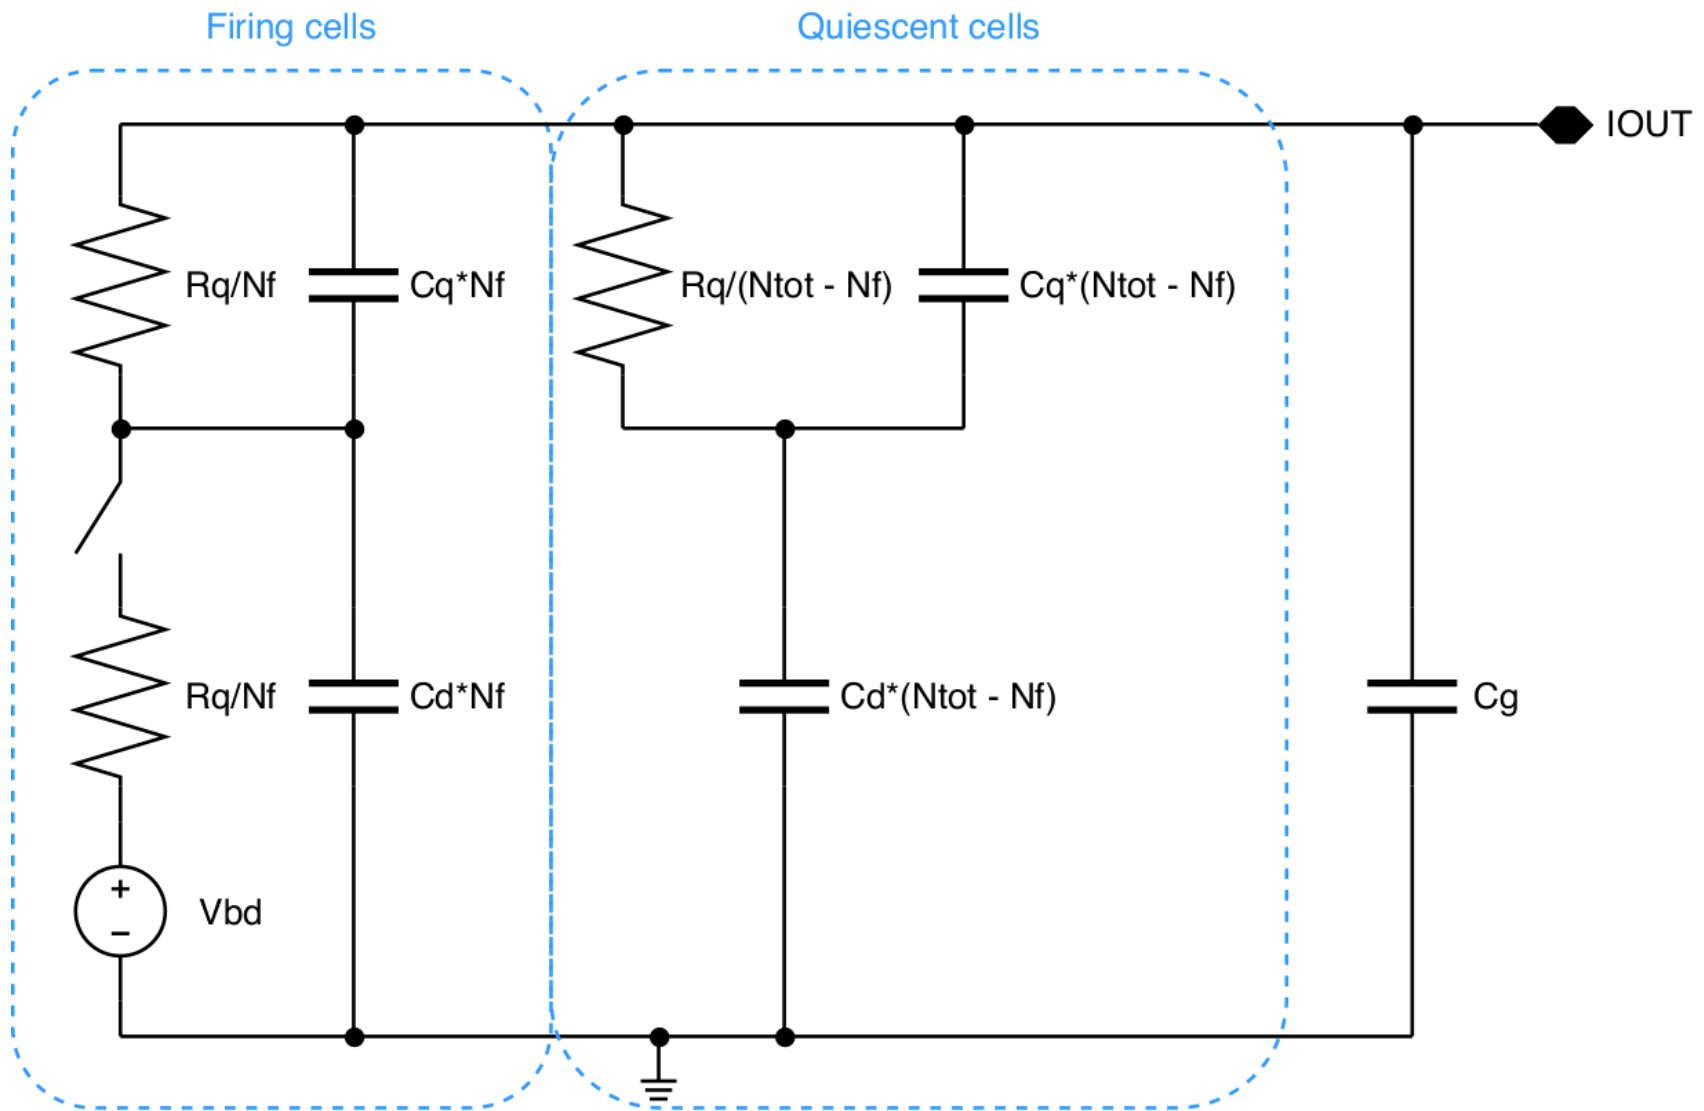 Firing cells
Quiescent cells
IOUT
Rq/Nf
Cq*Nf
Rq/(Ntot - Nf)
Cq*(Ntot - Nf)
Rq/Nf
Cd*Nf
Cd*(Ntot - Nf)
Cg
+
−
Vbd